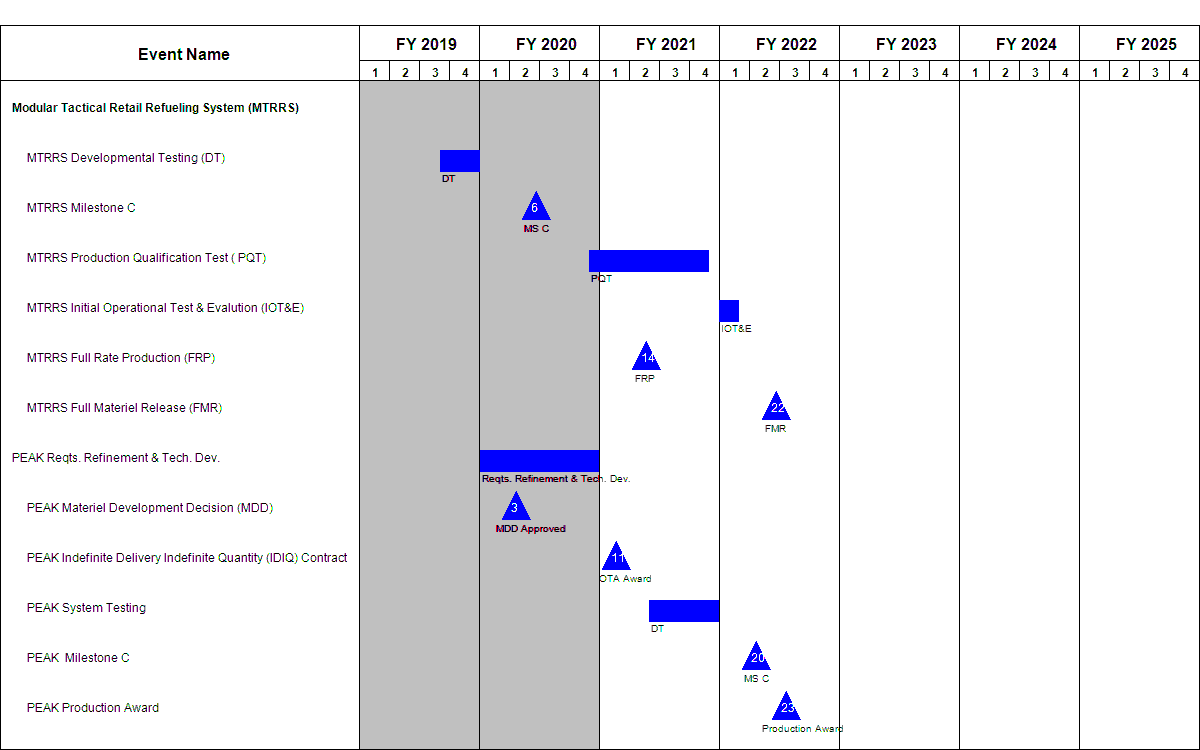 Event Name FY 2019 FY 2020 FY 2021 FY 2022 FY 2023 FY 2024 FY 2025
1 2 3 4 1 2 3 4 1 2 3 4 1 2 3 4 1 2 3 4 1 2 3 4 1 2 3 4
Modular Tactical Retail Refueling System (MTRRS)
MTRRS Developmental Testing (DT)
DT
MTRRS Milestone C 6
MS C
MTRRS Production Qualification Test ( PQT)
PQT
MTRRS Initial Operational Test & Evalution (IOT&E)
IOT&E
MTRRS Full Rate Production (FRP) 14
FRP
MTRRS Full Materiel Release (FMR) 22
FMR
PEAK Reqts. Refinement & Tech. Dev.
Reqts. Refinement & Tech. Dev.
PEAK Materiel Development Decision (MDD) 3
MDD Approved
PEAK Indefinite Delivery Indefinite Quantity (IDIQ) Contract 11
OTA Award
PEAK System Testing
DT
PEAK  Milestone C 20
MS C
PEAK Production Award 23
Production Award